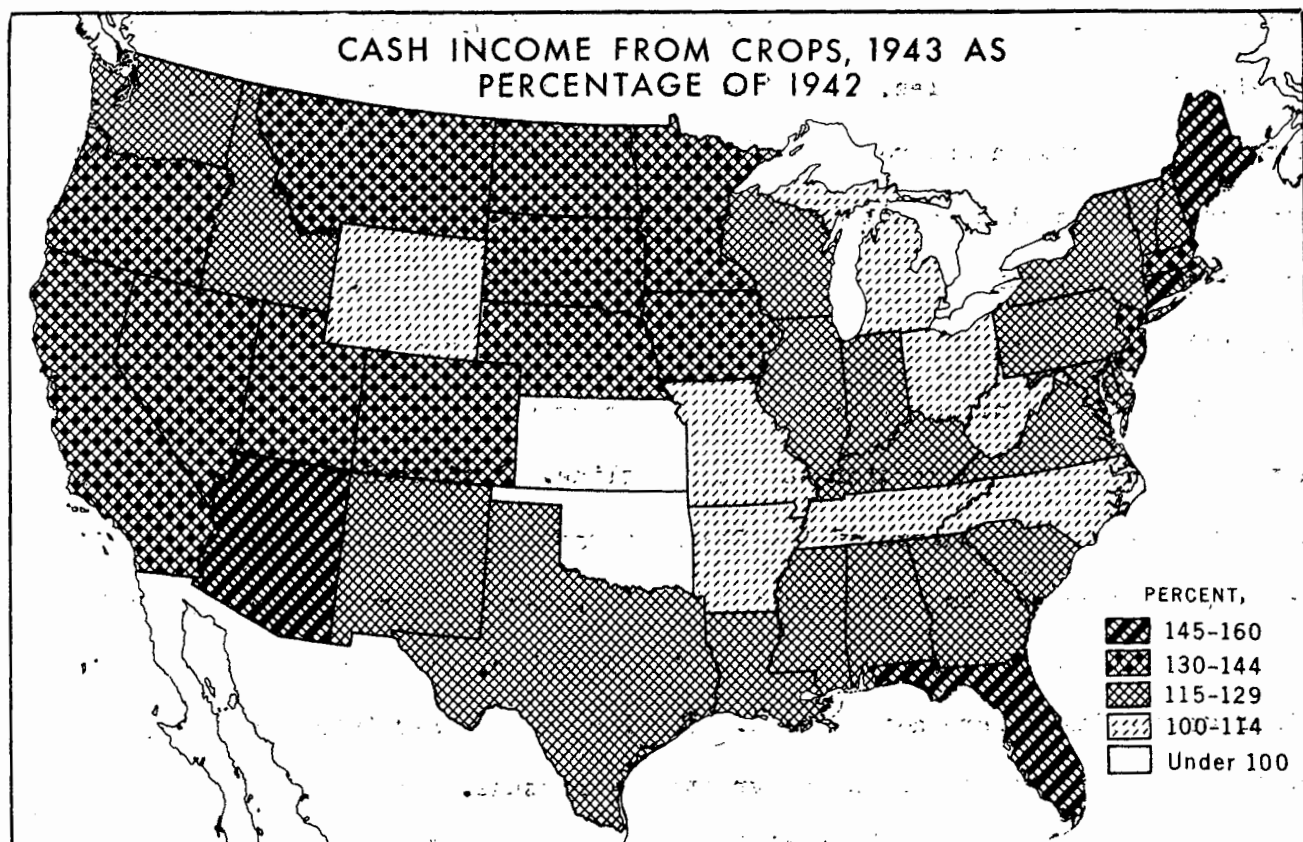 CASH INCOME FROM CROPS, 1943 AS
PERCENTAGE OF 1942
PERCENT,
145-160
130-144
115-129
100-114
Under 100